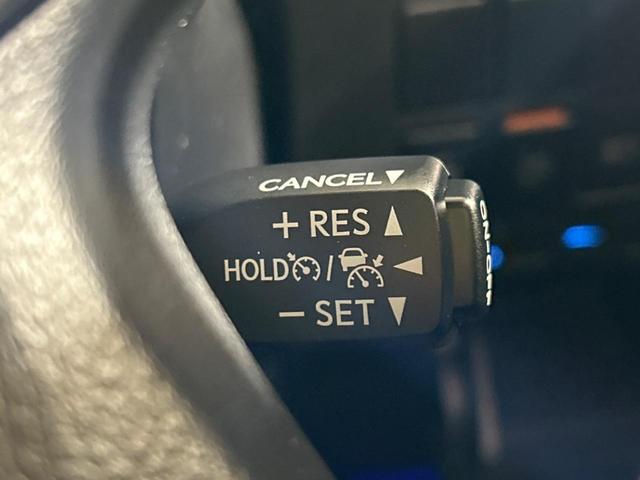 CANCEL▼
+ RES ▲
HOLD / ◀
− SET ▼
ON-OFF